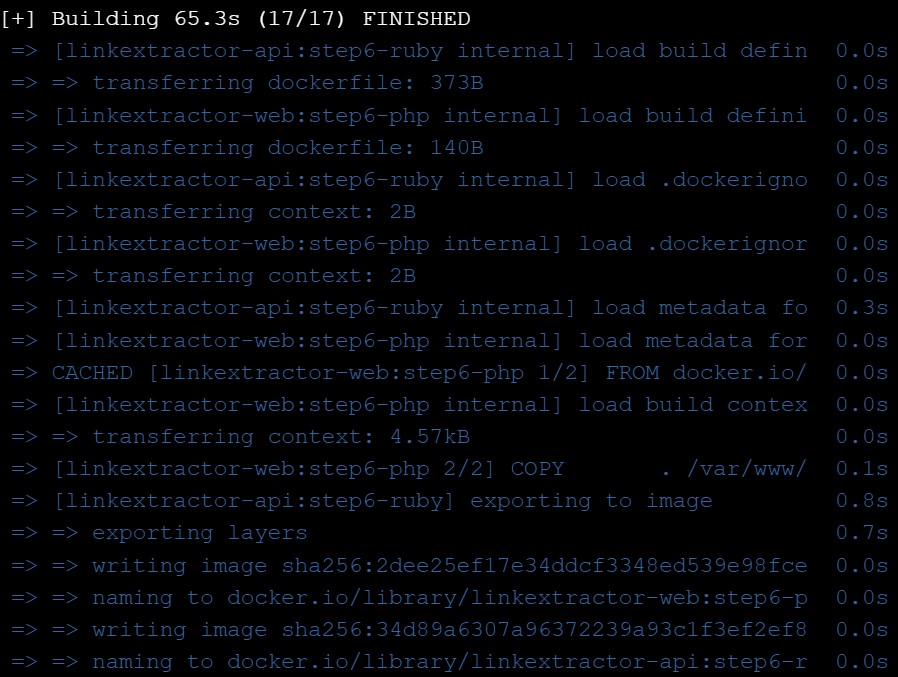 [+] Building 65.3s (17/17) FINISHED
=> [linkextractor-api:step6-ruby internal] load build defin 0.0s
=> => transferring dockerfile: 373B 0.0s
=> [linkextractor-web:step6-php internal] load build defini 0.0s
=> => transferring dockerfile: 140B 0.0s
=> [linkextractor-api:step6-ruby internal] load .dockerigno 0.0s
=> => transferring context: 2B 0.0s
=> [linkextractor-web:step6-php internal] load .dockerignor 0.0s
=> => transferring context: 2B 0.0s
=> [linkextractor-api:step6-ruby internal] load metadata fo 0.3s
=> [linkextractor-web:step6-php internal] load metadata for 0.0s
=> CACHED [linkextractor-web:step6-php 1/2] FROM docker.io/ 0.0s
=> [linkextractor-web:step6-php internal] load build contex 0.0s
=> => transferring context: 4.57kB 0.0s
=> [linkextractor-web:step6-php 2/2] COPY . /var/www/ 0.1s
=> [linkextractor-api:step6-ruby] exporting to image 0.8s
=> => exporting layers 0.7s
=> => writing image sha256:2dee25ef17e34ddcf3348ed539e98fce 0.0s
=> => naming to docker.io/library/linkextractor-web:step6-p 0.0s
=> => writing image sha256:34d89a6307a96372239a93c1f3ef2ef8 0.0s
=> => naming to docker.io/library/linkextractor-api:step6-r 0.0s